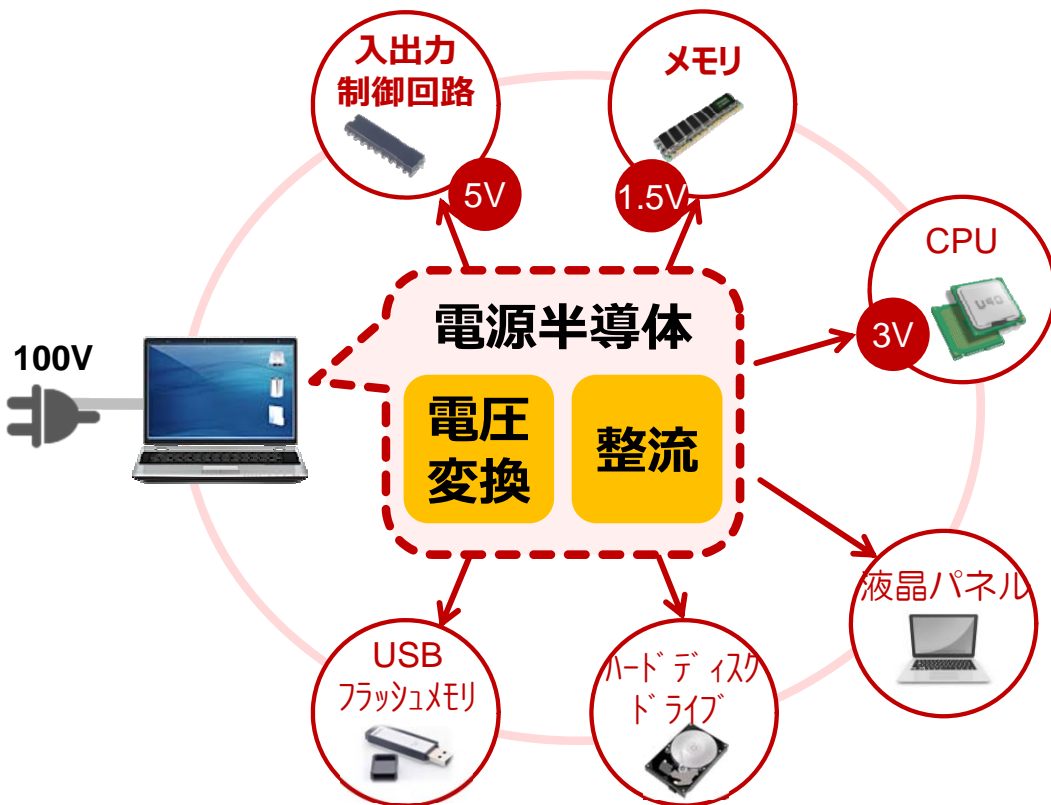 入出力
制御回路
メモリ
5V
1.5V
CPU
3V
100V
電源半導体
電圧
変換
整流
液晶パネル
USB
フラッシュメモリ
ハードディスク
ドライブ